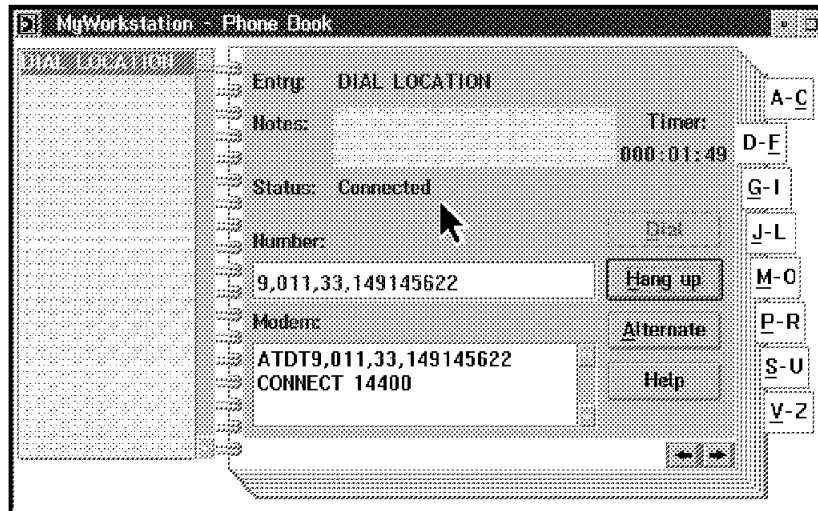 MyWorkstation - Phone Book
DIAL LOCATION
Entry: DIAL LOCATION
Notes:
Timer:
000:01:49
Status: Connected
Dial
Number:
9,011,33,149145622
Hang up
Modem:
Alternate
ATDT9,011,33,149145622
CONNECT 14400
Help
A-C
D-F
G-I
J-L
M-O
P-R
S-U
V-Z